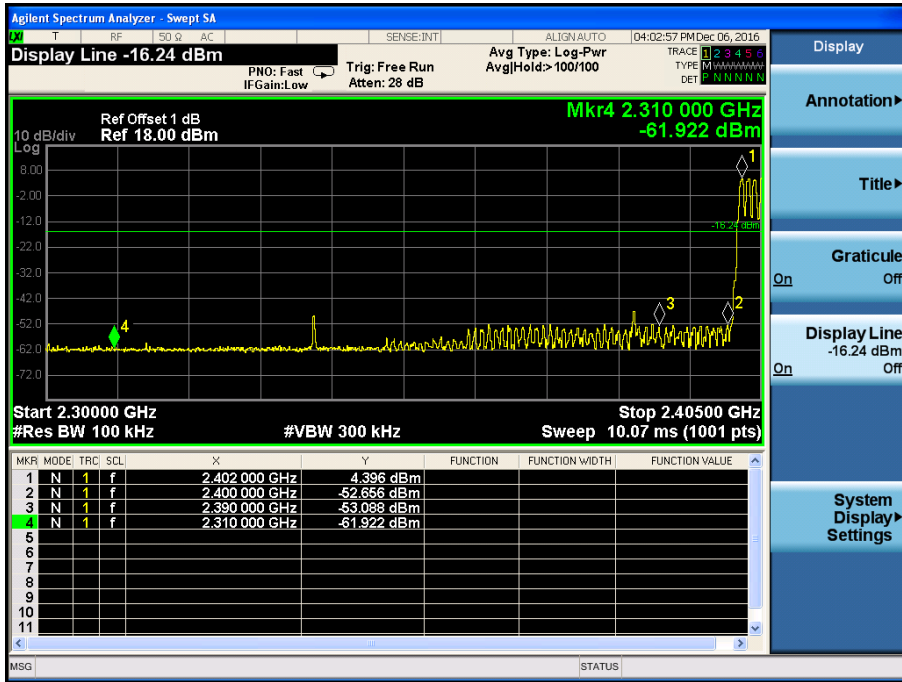 Agilent Spectrum Analyzer - Swept SA
LXI T RF 50 Ω AC SENSE:INT ALIGN AUTO 04:02:57 PM Dec 06, 2016
Display Line -16.24 dBm
PNO: Fast
IFGain:Low
Trig: Free Run
Atten: 28 dB
Avg Type: Log-Pwr
Avg|Hold:> 100/100
TRACE 1 2 3 4 5 6
TYPE M
DET P N N N N N
Display
Mkr4 2.310 000 GHz
-61.922 dBm
Ref Offset 1 dB
10 dB/div Ref 18.00 dBm
Log
8.00
-2.00
-12.0
-22.0
-32.0
-42.0
-52.0
-62.0
-72.0
1
-16.24 dBm
3
2
4
Start 2.30000 GHz Stop 2.40500 GHz
#Res BW 100 kHz #VBW 300 kHz Sweep 10.07 ms (1001 pts)
MKR MODE TRC SCL X Y FUNCTION FUNCTION WIDTH FUNCTION VALUE
1 N 1 f 2.402 000 GHz 4.396 dBm
2 N 1 f 2.400 000 GHz -52.656 dBm
3 N 1 f 2.390 000 GHz -53.088 dBm
4 N 1 f 2.310 000 GHz -61.922 dBm
5
6
7
8
9
10
11
MSG STATUS
Annotation
Title
Graticule
On Off
Display Line
-16.24 dBm
On Off
System
Display
Settings